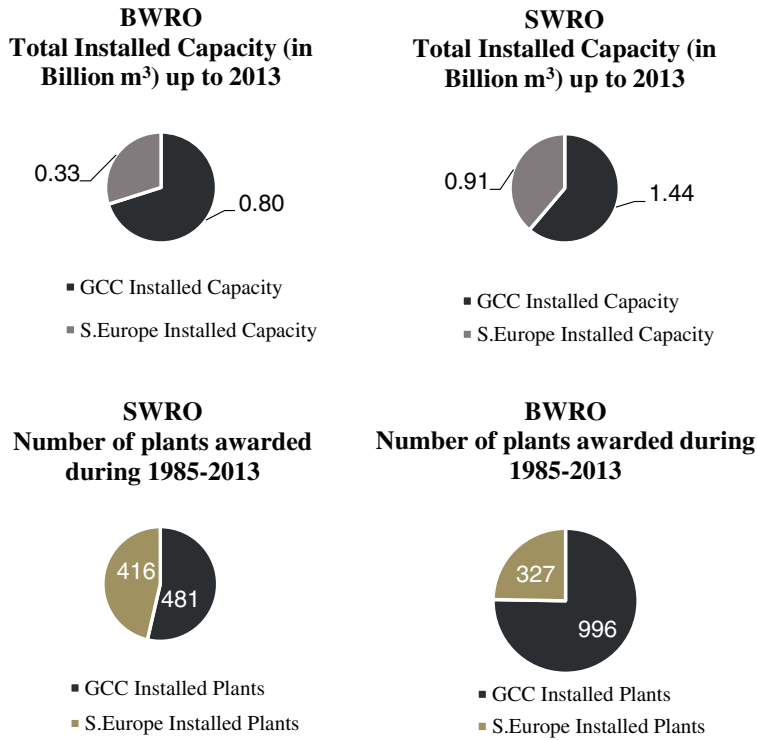 BWRO
Total Installed Capacity (in
Billion m³) up to 2013
0.33
0.80
GCC Installed Capacity
S.Europe Installed Capacity
SWRO
Total Installed Capacity (in
Billion m³) up to 2013
0.91
1.44
GCC Installed Capacity
S.Europe Installed Capacity
SWRO
Number of plants awarded
during 1985-2013
416
481
GCC Installed Plants
S.Europe Installed Plants
BWRO
Number of plants awarded during
1985-2013
327
996
GCC Installed Plants
S.Europe Installed Plants